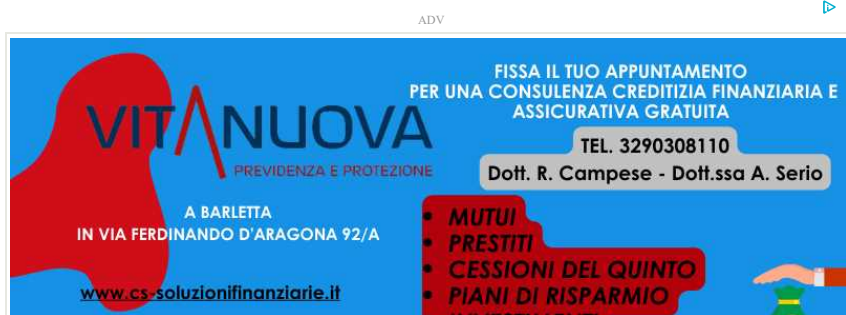 ADV
FISSA IL TUO APPUNTAMENTO
PER UNA CONSULENZA CREDITIZIA FINANZIARIA E
ASSICURATIVA GRATUITA
VITANUOVA
PREVIDENZA E PROTEZIONE
TEL. 3290308110
Dott. R. Campese - Dott.ssa A. Serio
A BARLETTA
IN VIA FERDINANDO D'ARAGONA 92/A
www.cs-soluzionifinanziarie.it
• MUTUI
• PRESTITI
• CESSIONI DEL QUINTO
• PIANI DI RISPARMIO